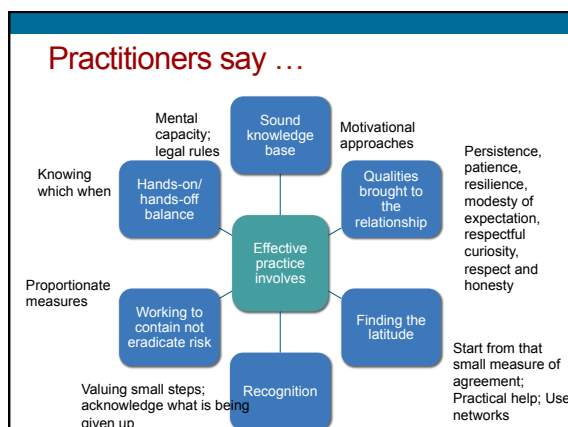 Practitioners say …
Mental
capacity;
legal rules
Sound
knowledge
base
Motivational
approaches
Knowing
which when
Hands-on/
hands-off
balance
Qualities
brought to
the
relationship
Persistence,
patience,
resilience,
modesty of
expectation,
respectful
curiosity,
respect and
honesty
Effective
practice
involves
Proportionate
measures
Working to
contain not
eradicate risk
Finding the
latitude
Start from that
small measure of
agreement;
Practical help; Use
networks
Recognition
Valuing small steps;
acknowledge what is being
given up